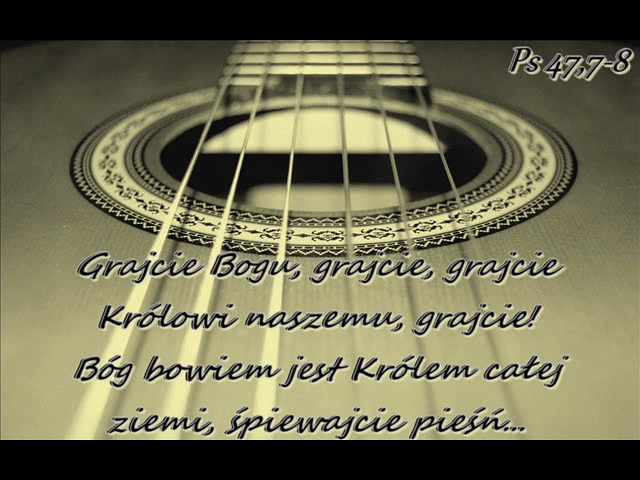 Ps 47,7-8
Grajcie Bogu, grajcie, grajcie
Królowi naszemu, grajcie!
Bóg bowiem jest Królem całej
ziemi, śpiewajcie pieśń...